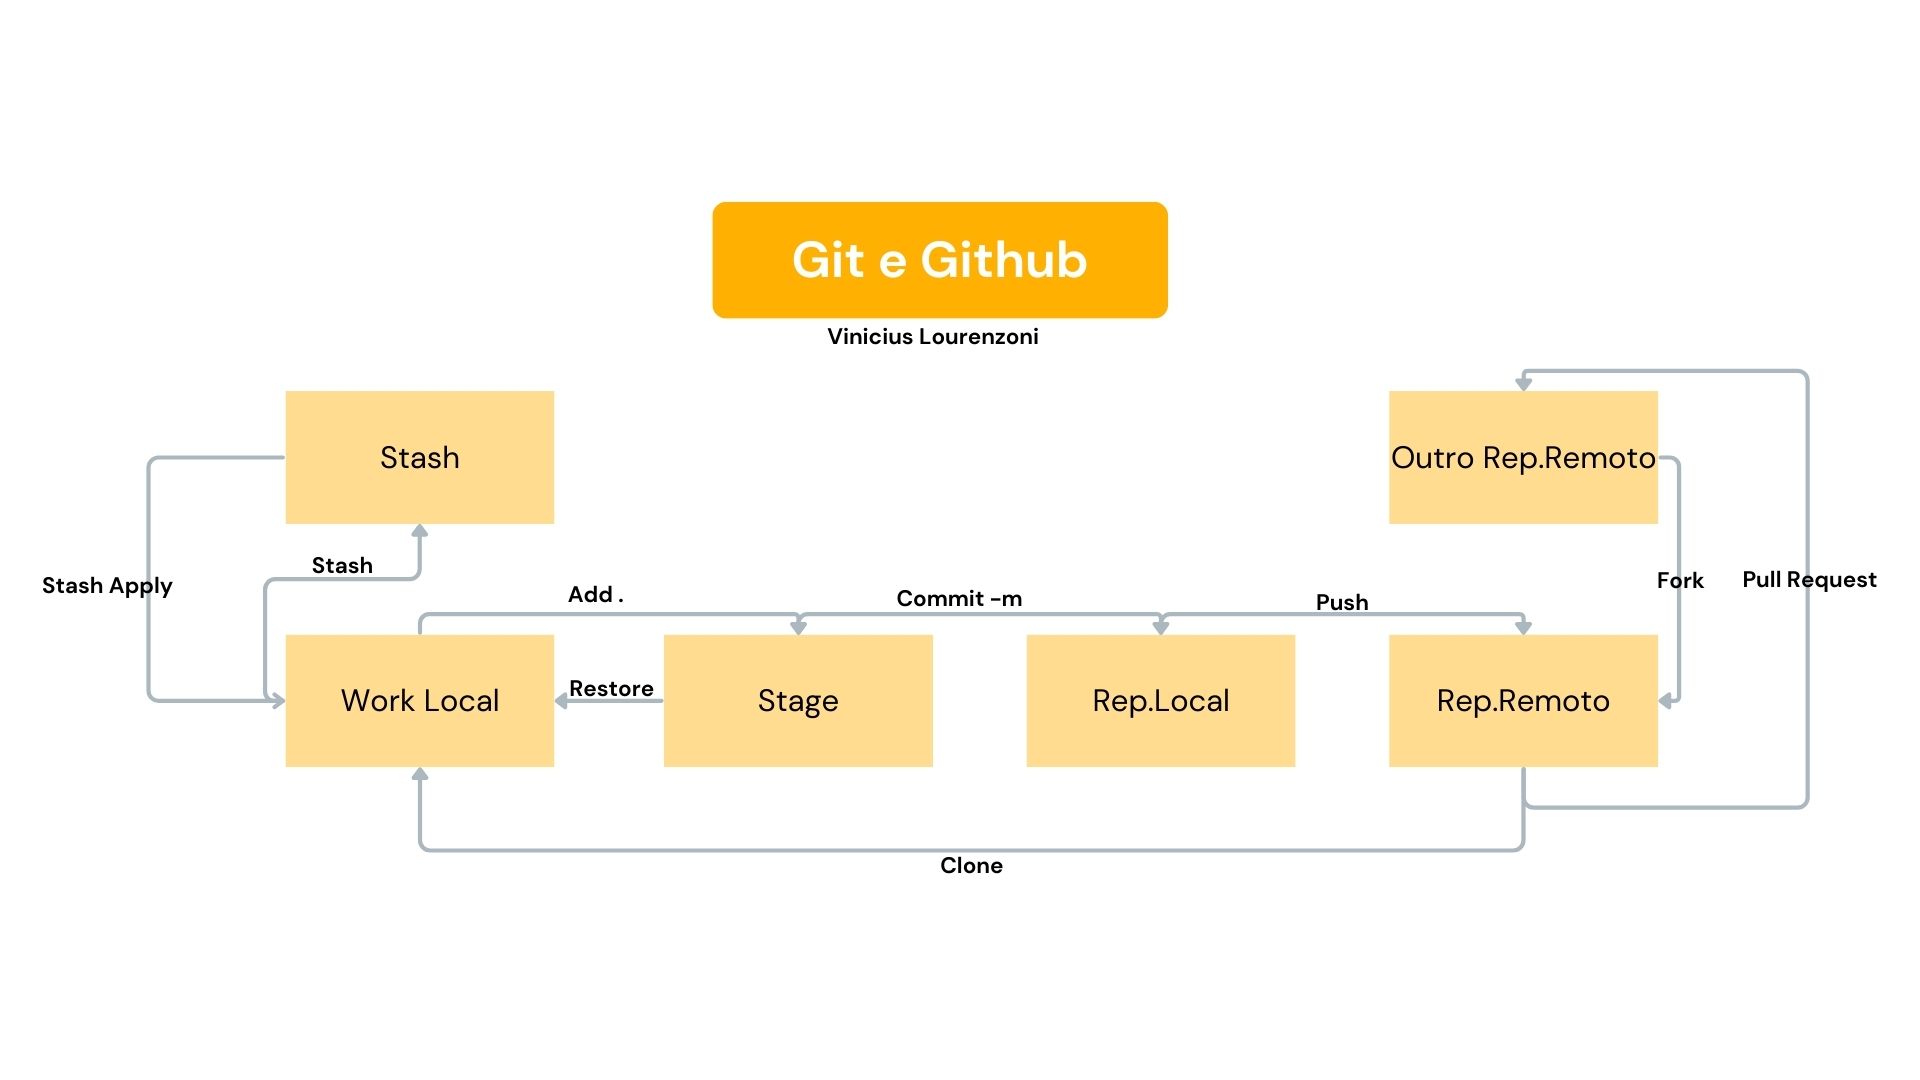 Git e Github
Vinicius Lourenzoni
Stash
Outro Rep.Remoto
Stash Apply
Stash
Add .
Commit -m
Push
Fork
Pull Request
Work Local
Restore
Stage
Rep.Local
Rep.Remoto
Clone